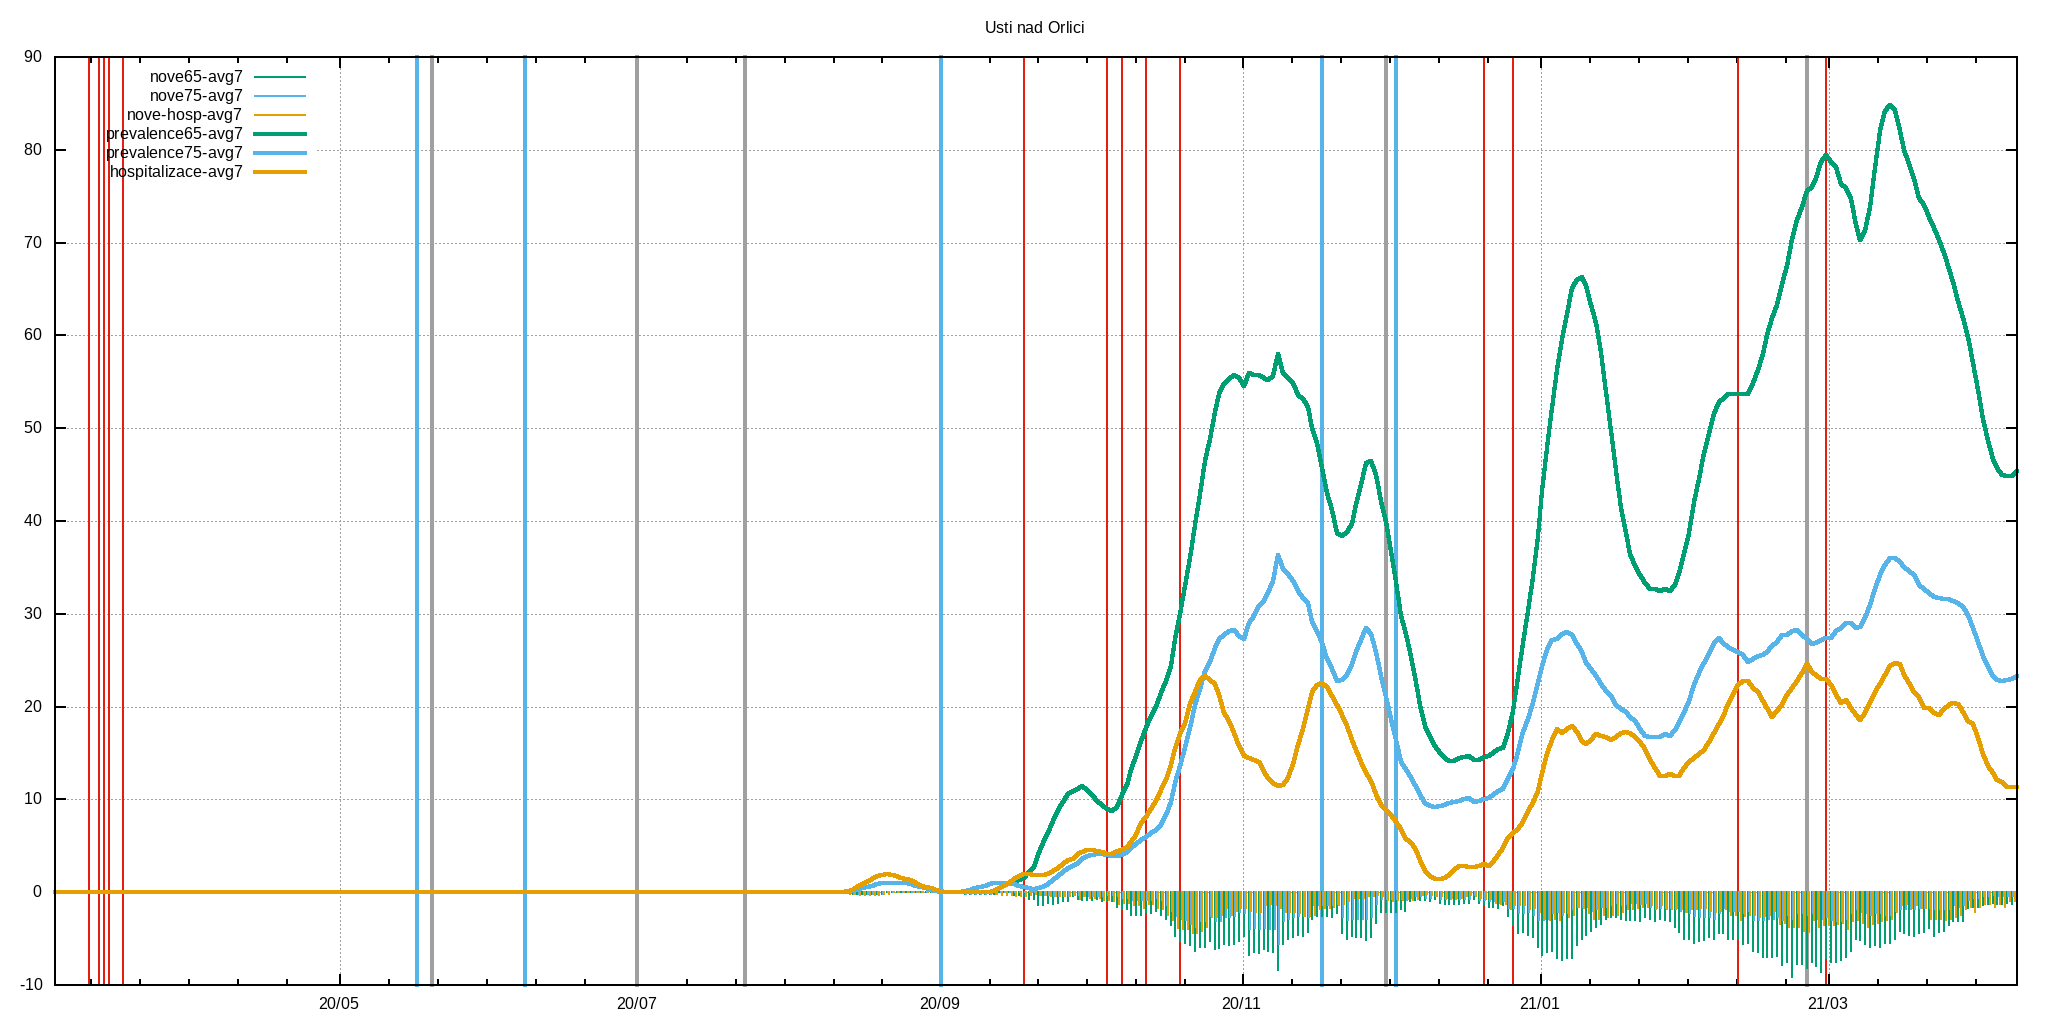 Usti nad Orlici
90
80
70
60
50
40
30
20
10
0
-10
nove65-avg7
nove75-avg7
nove-hosp-avg7
prevalence65-avg7
prevalence75-avg7
hospitalizace-avg7
20/05
20/07
20/09
20/11
21/01
21/03